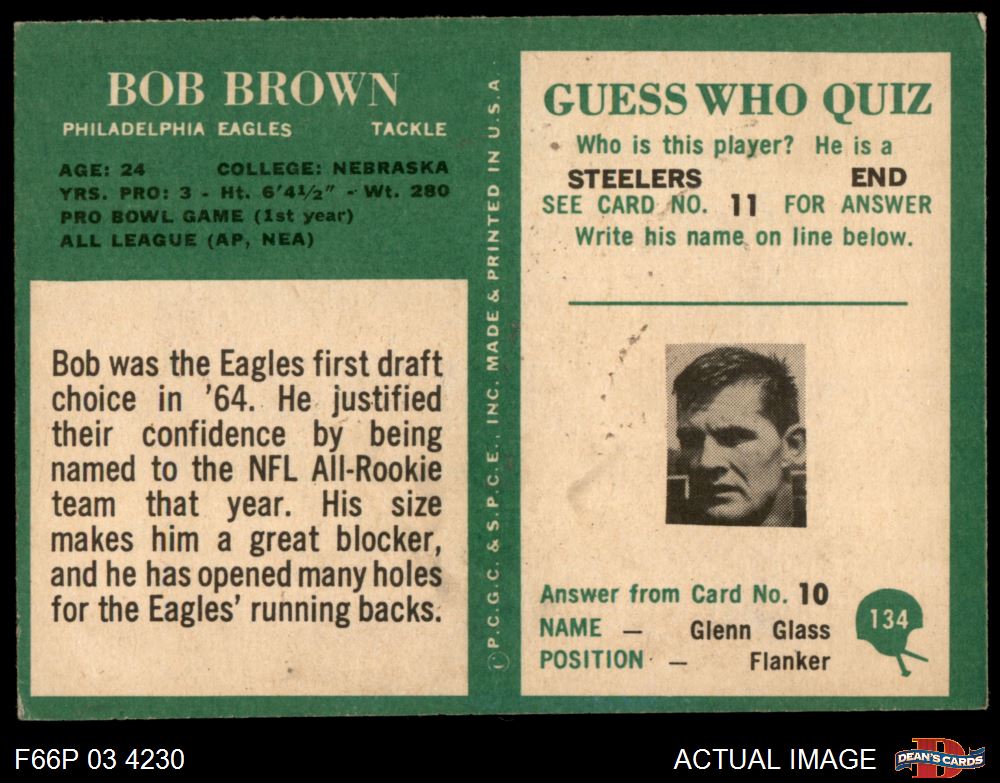 BOB BROWN
PHILADELPHIA EAGLES TACKLE
AGE: 24 COLLEGE: NEBRASKA
YRS. PRO: 3 - Ht. 6'4½" - Wt. 280
PRO BOWL GAME (1st year)
ALL LEAGUE (AP, NEA)
Bob was the Eagles first draft
choice in '64. He justified
their confidence by being
named to the NFL All-Rookie
team that year. His size
makes him a great blocker,
and he has opened many holes
for the Eagles' running backs.
Ⓒ P.C.G.C. & S.P.C.E., INC. MADE & PRINTED IN U.S.A.
GUESS WHO QUIZ
Who is this player? He is a
STEELERS END
SEE CARD NO. 11 FOR ANSWER
Write his name on line below.
Answer from Card No. 10
NAME — Glenn Glass
POSITION — Flanker
134
F66P 03 4230
ACTUAL IMAGE
D
DEAN'S CARDS